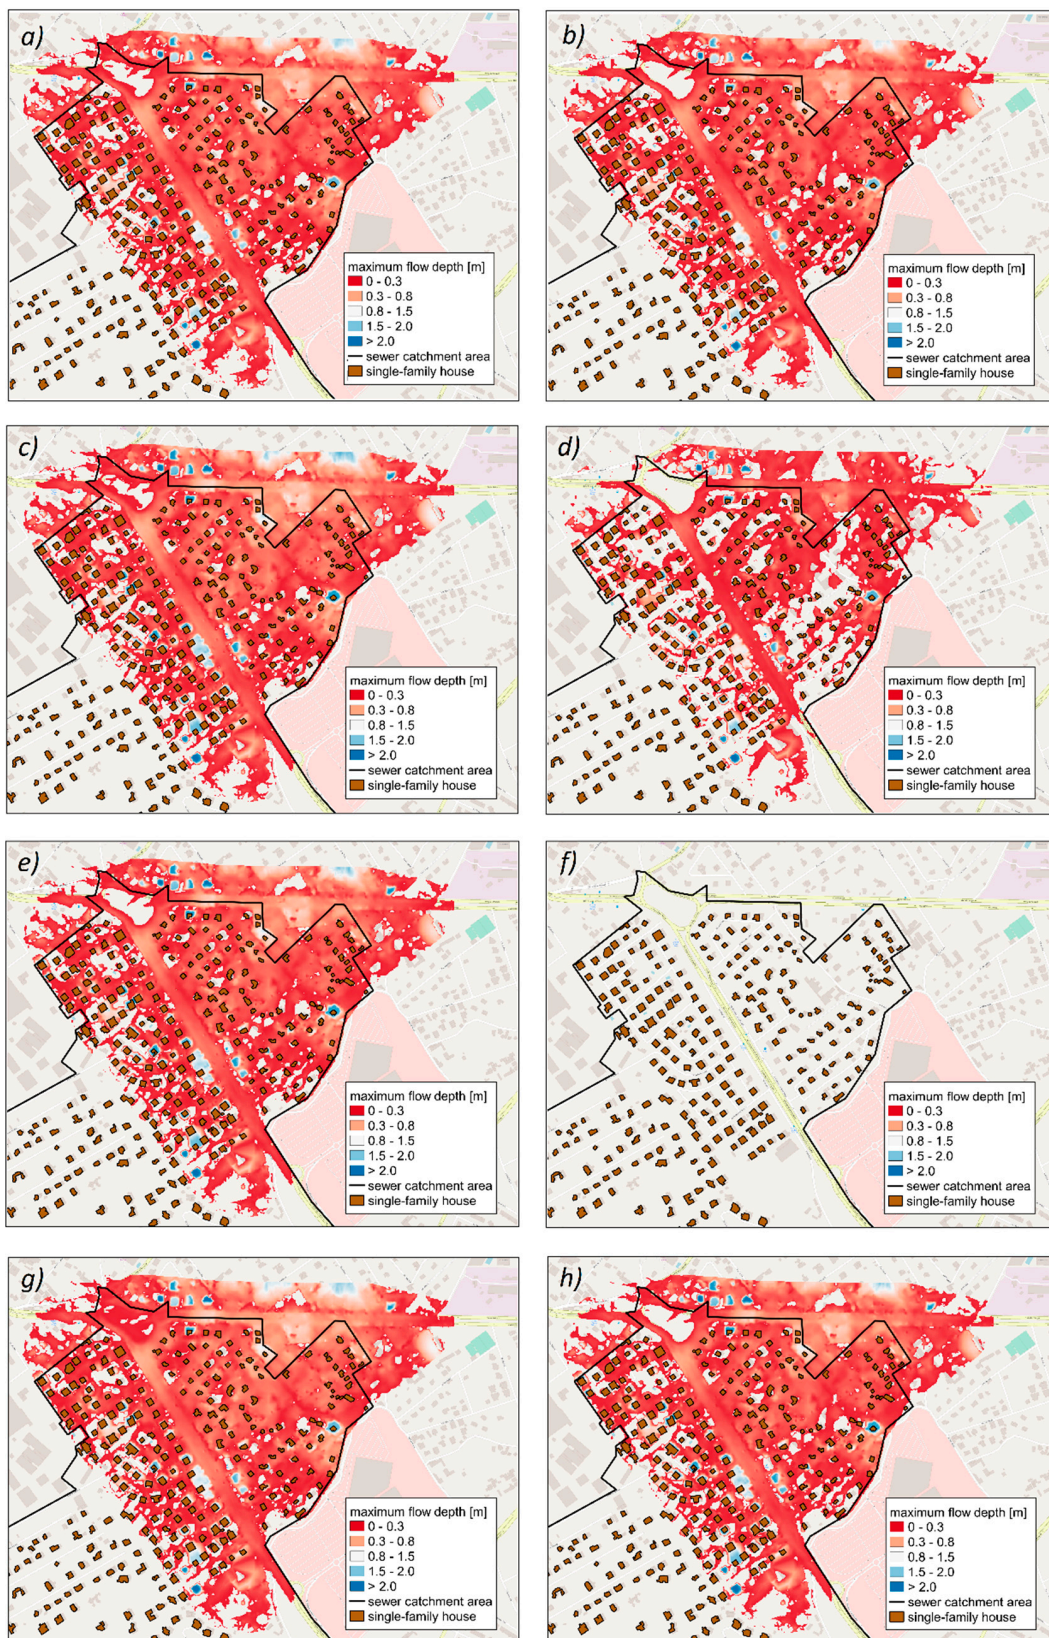 a)
maximum flow depth [m]
0 - 0.3
0.3 - 0.8
0.8 - 1.5
1.5 - 2.0
> 2.0
sewer catchment area
single-family house
b)
maximum flow depth [m]
0 - 0.3
0.3 - 0.8
0.8 - 1.5
1.5 - 2.0
> 2.0
sewer catchment area
single-family house
c)
maximum flow depth [m]
0 - 0.3
0.3 - 0.8
0.8 - 1.5
1.5 - 2.0
> 2.0
sewer catchment area
single-family house
d)
maximum flow depth [m]
0 - 0.3
0.3 - 0.8
0.8 - 1.5
1.5 - 2.0
> 2.0
sewer catchment area
single-family house
e)
maximum flow depth [m]
0 - 0.3
0.3 - 0.8
0.8 - 1.5
1.5 - 2.0
> 2.0
sewer catchment area
single-family house
f)
maximum flow depth [m]
0 - 0.3
0.3 - 0.8
0.8 - 1.5
1.5 - 2.0
> 2.0
sewer catchment area
single-family house
g)
maximum flow depth [m]
0 - 0.3
0.3 - 0.8
0.8 - 1.5
1.5 - 2.0
> 2.0
sewer catchment area
single-family house
h)
maximum flow depth [m]
0 - 0.3
0.3 - 0.8
0.8 - 1.5
1.5 - 2.0
> 2.0
sewer catchment area
single-family house